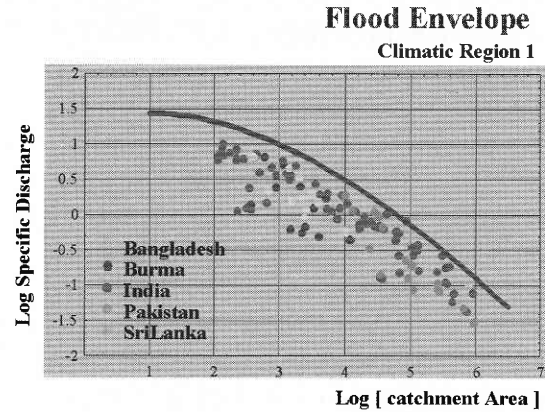 Flood Envelope
Climatic Region 1
2
1.5
1
0.5
0
-0.5
-1
-1.5
-2
Log Specific Discharge
Bangladesh
Burma
India
Pakistan
SriLanka
1 2 3 4 5 6 7
Log [ catchment Area ]